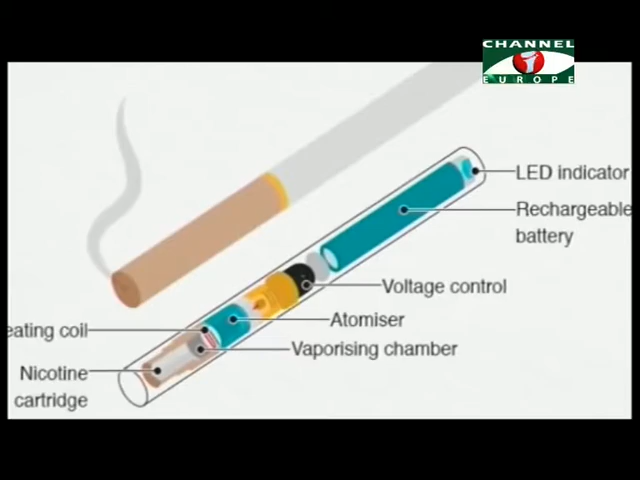 CHANNEL
i
EUROPE
LED indicator
Rechargeable
battery
Voltage control
eating coil
Atomiser
Vaporising chamber
Nicotine
cartridge